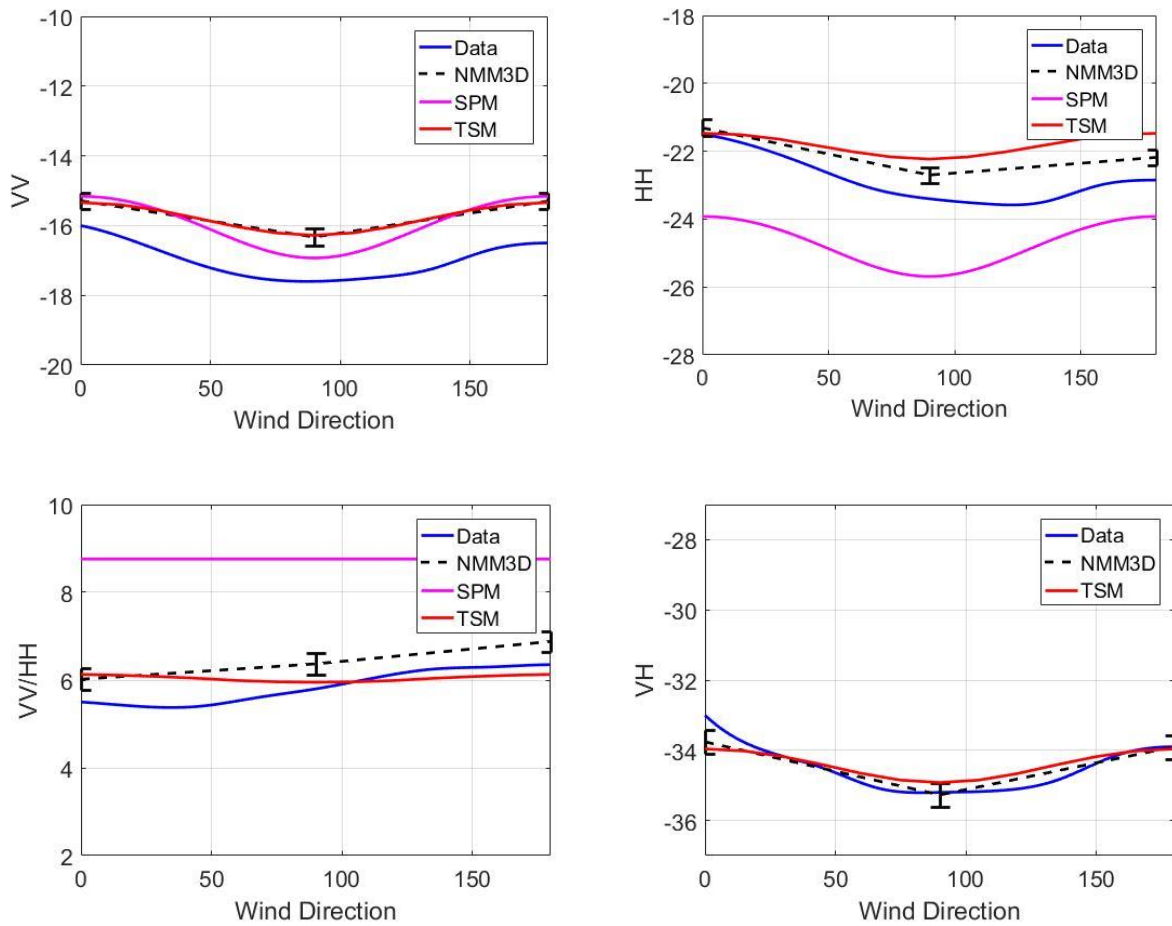 -10
-12
-14
-16
-18
-20
VV
0
50
100
150
Wind Direction
Data
NMM3D
SPM
TSM
-18
-20
-22
-24
-26
-28
HH
0
50
100
150
Wind Direction
Data
NMM3D
SPM
TSM
10
8
6
4
2
VV/HH
0
50
100
150
Wind Direction
Data
NMM3D
SPM
TSM
-28
-30
-32
-34
-36
VH
0
50
100
150
Wind Direction
Data
NMM3D
TSM